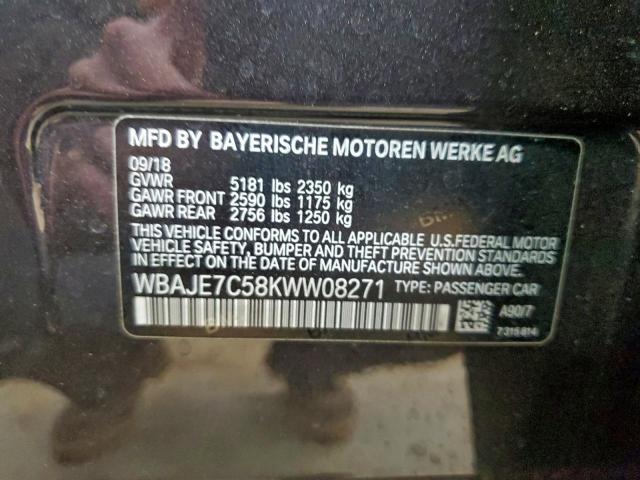 MFD BY BAYERISCHE MOTOREN WERKE AG
09/18
GVWR 5181 lbs 2350 kg
GAWR FRONT 2590 lbs 1175 kg
GAWR REAR 2756 lbs 1250 kg
THIS VEHICLE CONFORMS TO ALL APPLICABLE U.S.FEDERAL MOTOR
VEHICLE SAFETY, BUMPER AND THEFT PREVENTION STANDARDS
IN EFFECT ON THE DATE OF MANUFACTURE SHOWN ABOVE.
WBAJE7C58KWW08271 TYPE: PASSENGER CAR
A90/7
7316814